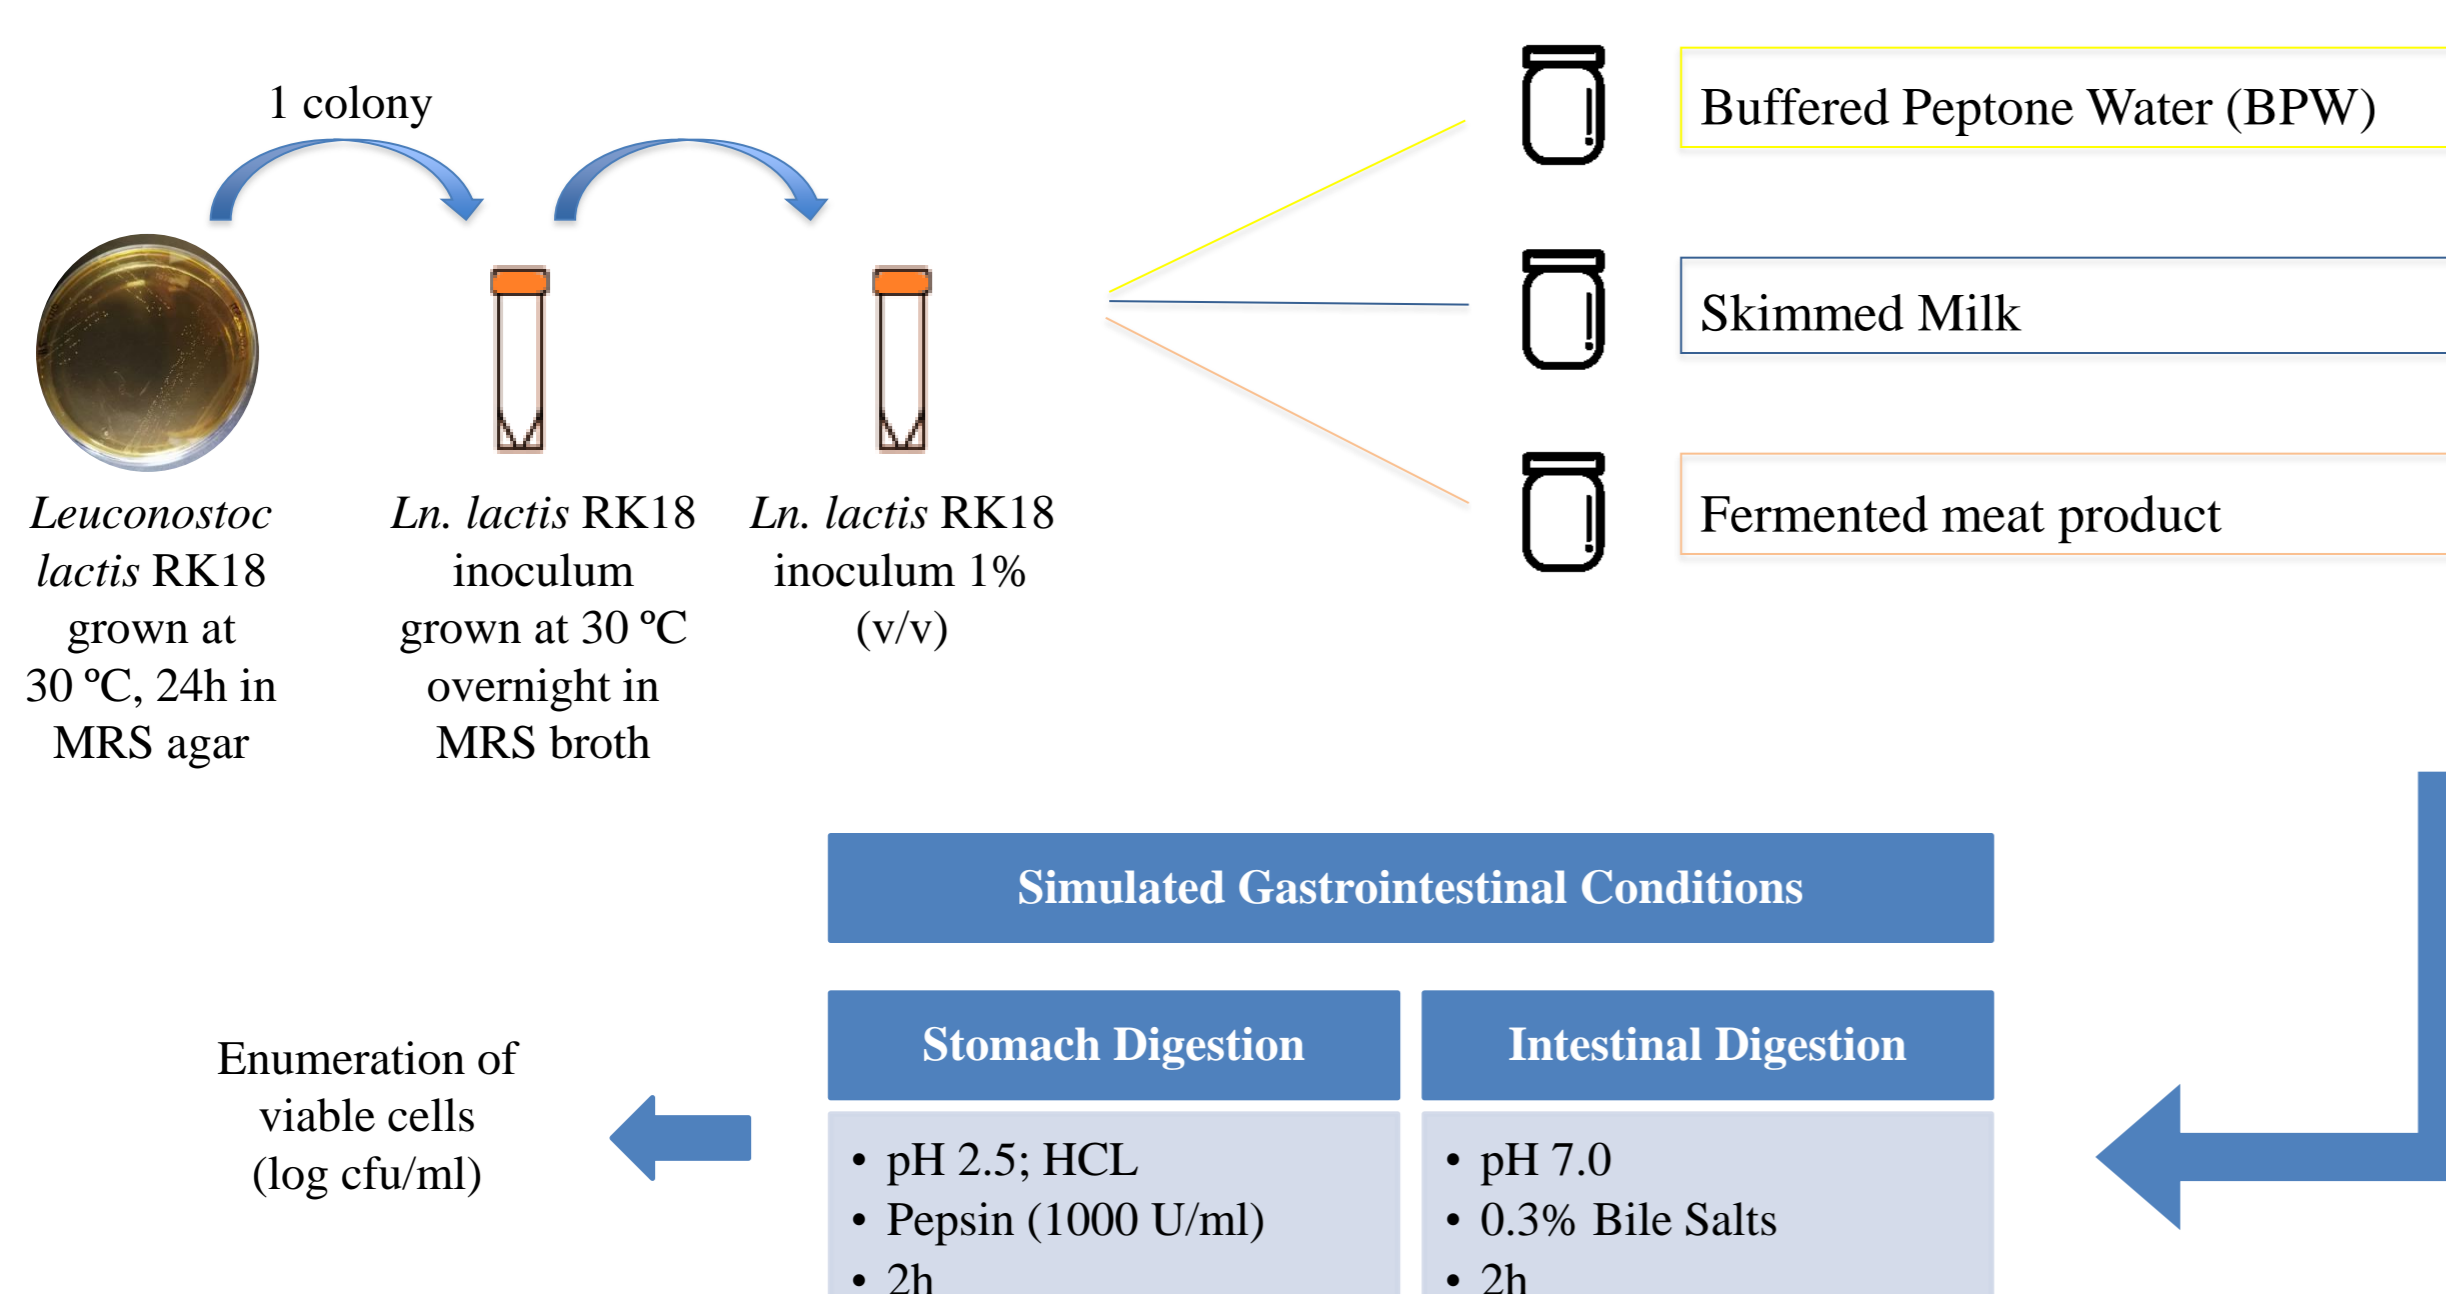 1 colony
Buffered Peptone Water (BPW)
Skimmed Milk
Fermented meat product
Leuconostoc
lactis RK18
grown at
30 ºC, 24h in
MRS agar
Ln. lactis RK18
inoculum
grown at 30 ºC
overnight in
MRS broth
Ln. lactis RK18
inoculum 1%
(v/v)
Simulated Gastrointestinal Conditions
Stomach Digestion
• pH 2.5; HCL
• Pepsin (1000 U/ml)
• 2h
Intestinal Digestion
• pH 7.0
• 0.3% Bile Salts
• 2h
Enumeration of
viable cells
(log cfu/ml)